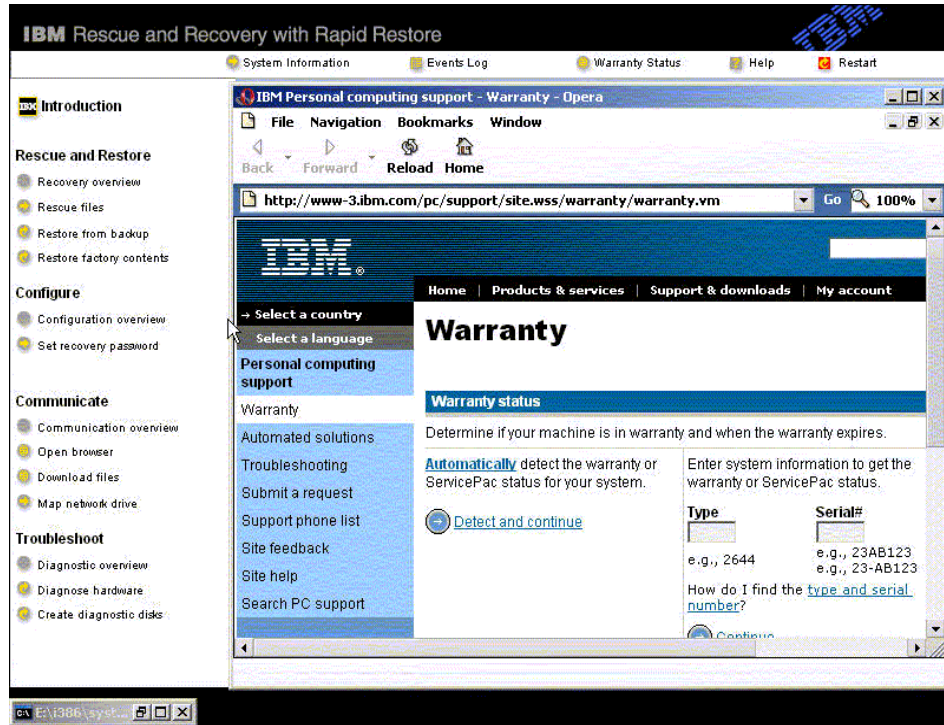 IBM Rescue and Recovery with Rapid Restore
IBM
System Information
Events Log
Warranty Status
Help
Restart
IBM Introduction
Rescue and Restore
Recovery overview
Rescue files
Restore from backup
Restore factory contents
Configure
Configuration overview
Set recovery password
Communicate
Communication overview
Open browser
Download files
Map network drive
Troubleshoot
Diagnostic overview
Diagnose hardware
Create diagnostic disks
IBM Personal computing support - Warranty - Opera
File Navigation Bookmarks Window
Back Forward Reload Home
http://www-3.ibm.com/pc/support/site.wss/warranty/warranty.vm
Go 100%
IBM®
Home | Products & services | Support & downloads | My account
→ Select a country
Select a language
Personal computing
support
Warranty
Automated solutions
Troubleshooting
Submit a request
Support phone list
Site feedback
Site help
Search PC support
Warranty
Warranty status
Determine if your machine is in warranty and when the warranty expires.
Automatically detect the warranty or
ServicePac status for your system.
Detect and continue
Enter system information to get the
warranty or ServicePac status.
Type Serial#
e.g., 2644
e.g., 23AB123
e.g., 23-AB123
How do I find the type and serial
number?
Continue
E:\i386\syst...